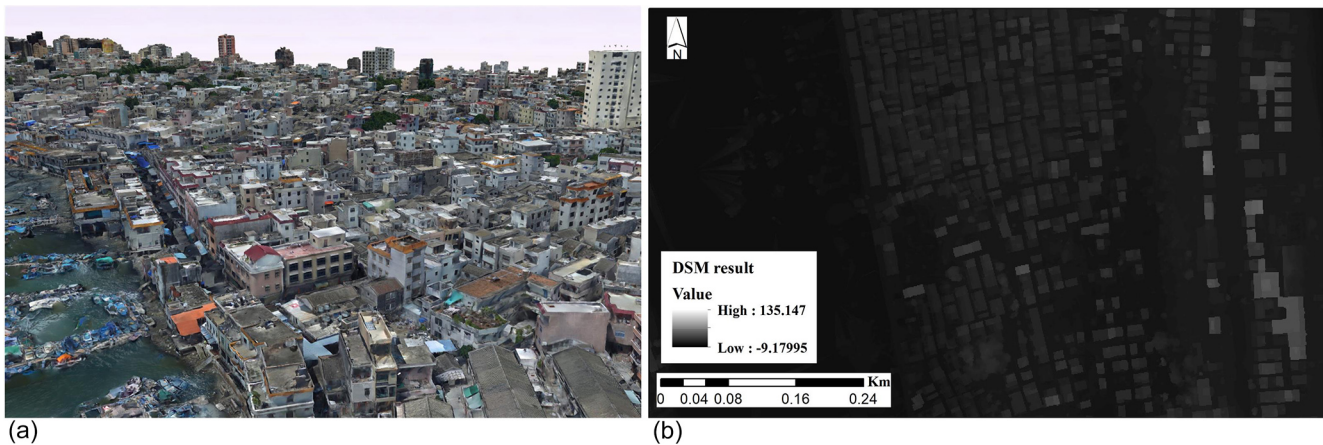 N
DSM result
Value
High : 135.147
Low : -9.17995
Km
0 0.04 0.08 0.16 0.24
(a)
(b)